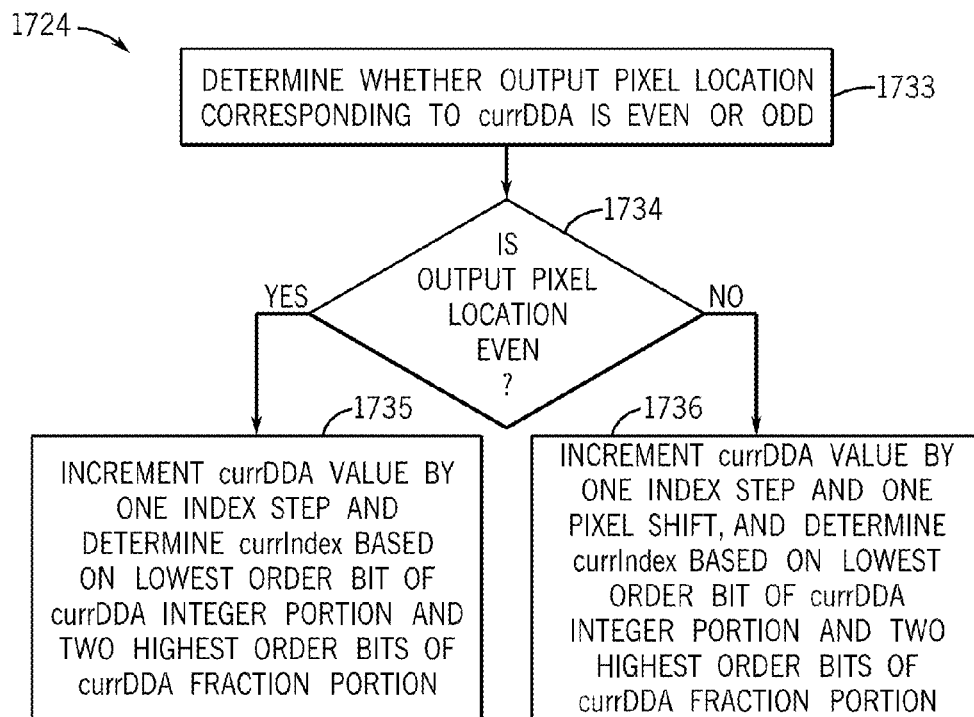 1724
DETERMINE WHETHER OUTPUT PIXEL LOCATION
CORRESPONDING TO currDDA IS EVEN OR ODD
1733
1734
IS
OUTPUT PIXEL
LOCATION
EVEN
?
YES
NO
1735
INCREMENT currDDA VALUE BY
ONE INDEX STEP AND
DETERMINE currIndex BASED
ON LOWEST ORDER BIT OF
currDDA INTEGER PORTION AND
TWO HIGHEST ORDER BITS OF
currDDA FRACTION PORTION
1736
INCREMENT currDDA VALUE BY
ONE INDEX STEP AND ONE
PIXEL SHIFT, AND DETERMINE
currIndex BASED ON LOWEST
ORDER BIT OF currDDA
INTEGER PORTION AND TWO
HIGHEST ORDER BITS OF
currDDA FRACTION PORTION